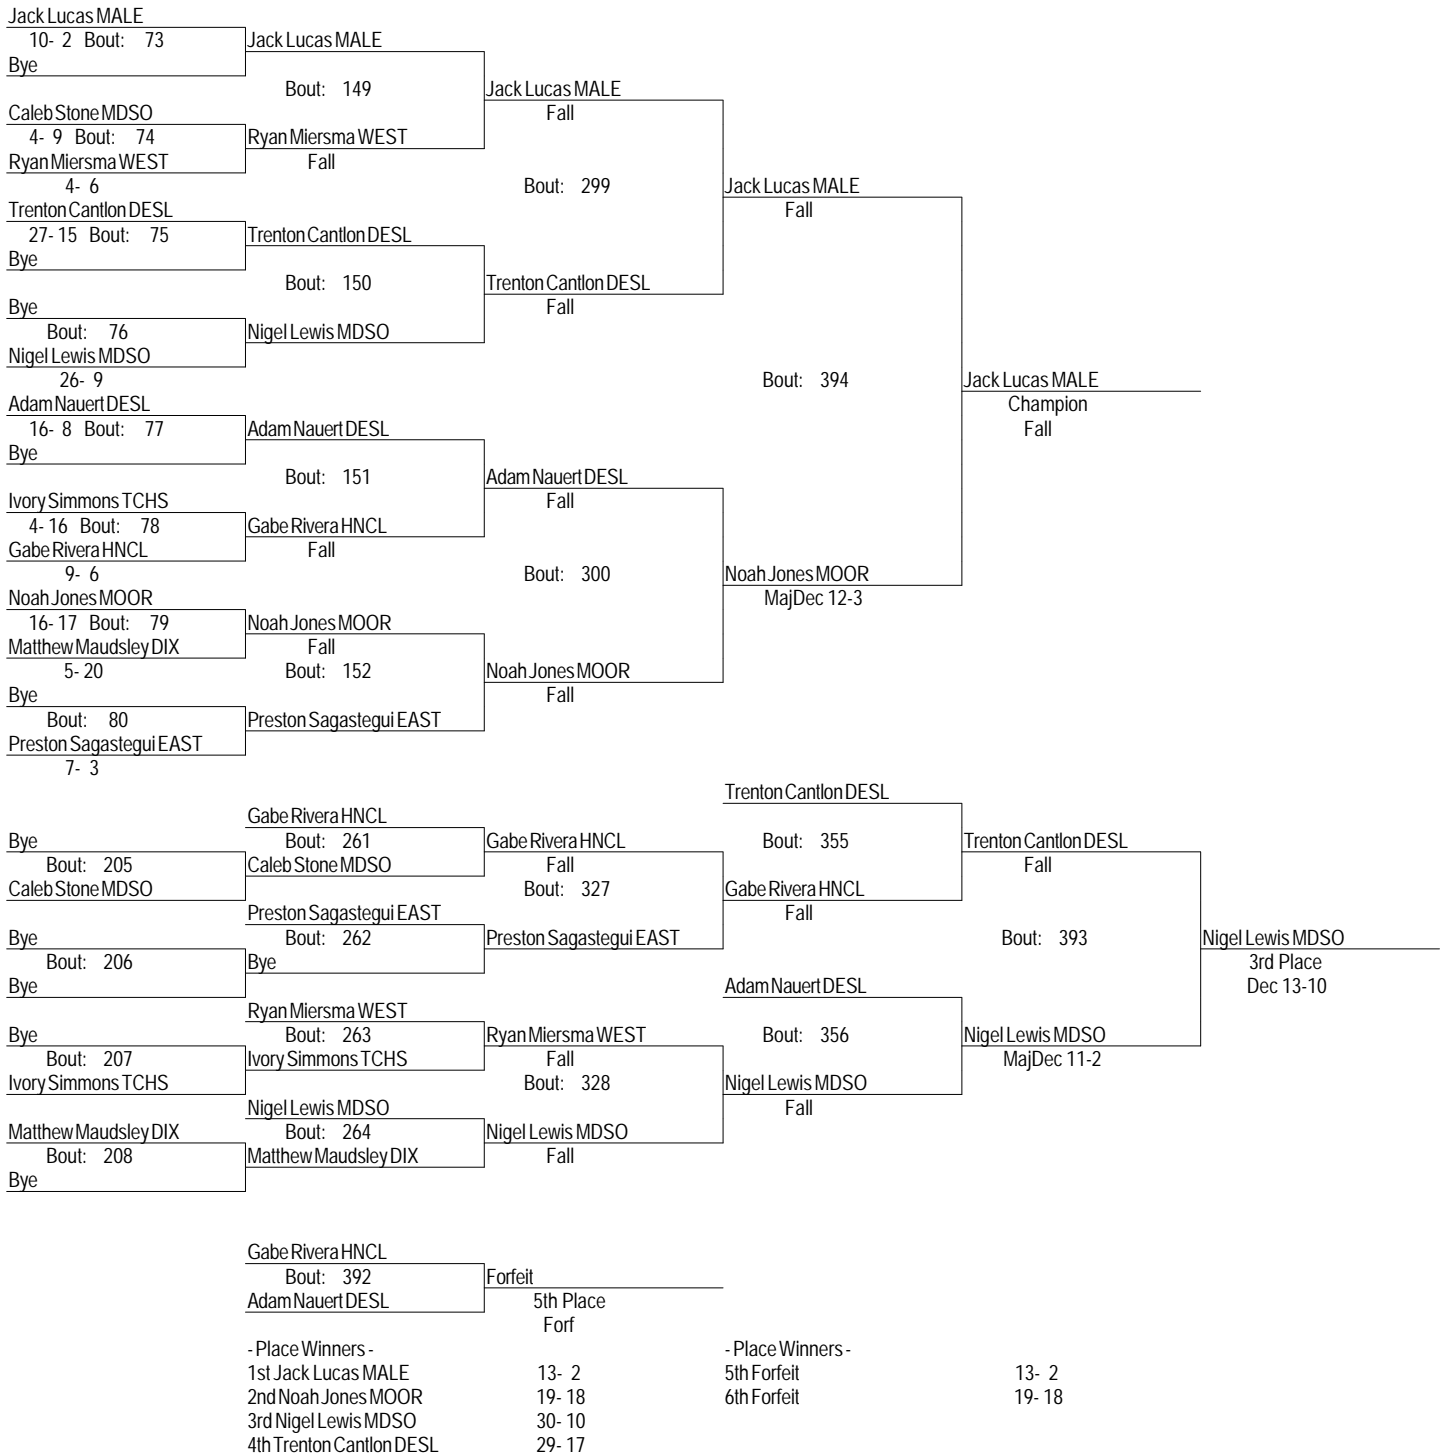 Jack Lucas MALE
10- 2 Bout: 73
Jack Lucas MALE
Bye
Bout: 149
Jack Lucas MALE
Caleb Stone MDSO
Fall
4- 9 Bout: 74
Ryan Miersma WEST
Ryan Miersma WEST
Fall
4- 6
Bout: 299
Jack Lucas MALE
Trenton Cantlon DESL
Fall
27- 15 Bout: 75
Trenton Cantlon DESL
Bye
Bout: 150
Trenton Cantlon DESL
Bye
Fall
Bout: 76
Nigel Lewis MDSO
Nigel Lewis MDSO
26- 9
Bout: 394
Jack Lucas MALE
Adam Nauert DESL
Champion
16- 8 Bout: 77
Adam Nauert DESL
Fall
Bye
Bout: 151
Adam Nauert DESL
Ivory Simmons TCHS
Fall
4- 16 Bout: 78
Gabe Rivera HNCL
Gabe Rivera HNCL
Fall
9- 6
Bout: 300
Noah Jones MOOR
Noah Jones MOOR
MajDec 12-3
16- 17 Bout: 79
Noah Jones MOOR
Matthew Maudsley DIX
Fall
5- 20
Bout: 152
Noah Jones MOOR
Bye
Fall
Bout: 80
Preston Sagastegui EAST
Preston Sagastegui EAST
7- 3
Trenton Cantlon DESL
Gabe Rivera HNCL
Bye
Bout: 261
Gabe Rivera HNCL
Bout: 355
Trenton Cantlon DESL
Bout: 205
Caleb Stone MDSO
Fall
Fall
Caleb Stone MDSO
Bout: 327
Gabe Rivera HNCL
Preston Sagastegui EAST
Fall
Bye
Bout: 262
Preston Sagastegui EAST
Bout: 393
Nigel Lewis MDSO
Bout: 206
Bye
3rd Place
Bye
Adam Nauert DESL
Dec 13-10
Ryan Miersma WEST
Bye
Bout: 263
Ryan Miersma WEST
Bout: 356
Nigel Lewis MDSO
Bout: 207
Ivory Simmons TCHS
Fall
MajDec 11-2
Ivory Simmons TCHS
Bout: 328
Nigel Lewis MDSO
Nigel Lewis MDSO
Fall
Matthew Maudsley DIX
Bout: 264
Nigel Lewis MDSO
Bout: 208
Matthew Maudsley DIX
Fall
Bye
Gabe Rivera HNCL
Bout: 392
Forfeit
Adam Nauert DESL
5th Place
Forf
- Place Winners -
1st Jack Lucas MALE 13- 2
2nd Noah Jones MOOR 19- 18
3rd Nigel Lewis MDSO 30- 10
4th Trenton Cantlon DESL 29- 17
- Place Winners -
5th Forfeit 13- 2
6th Forfeit 19- 18